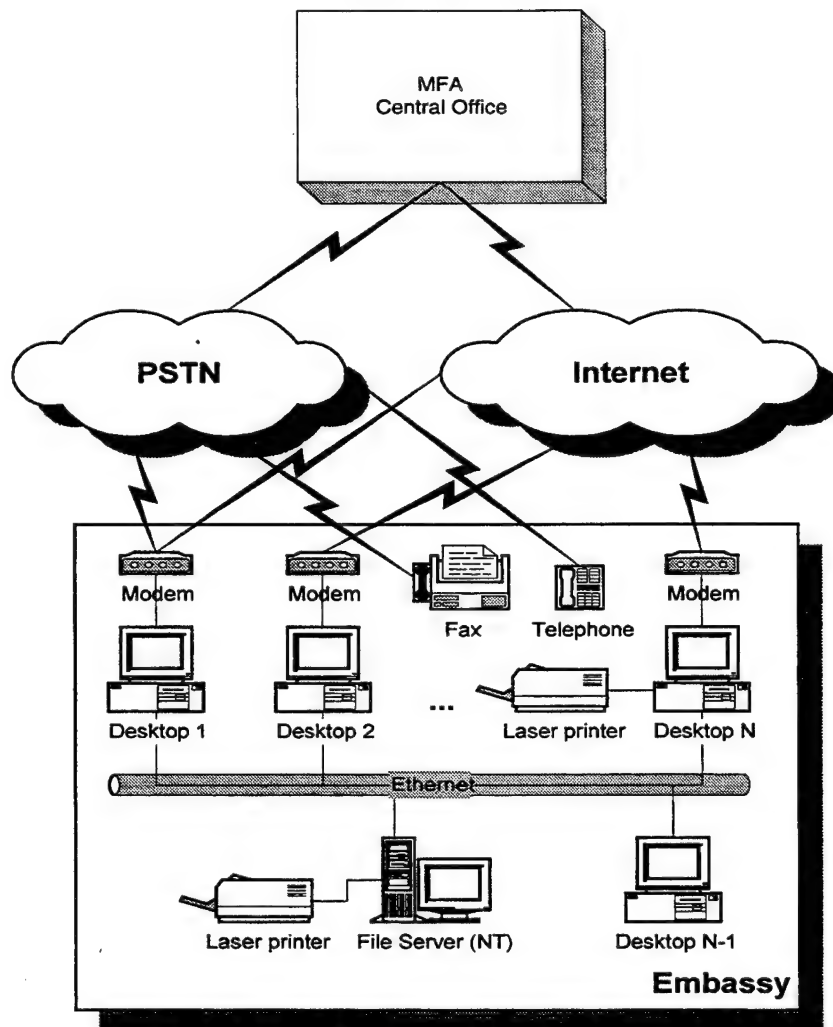 MFA
Central Office
PSTN
Internet
Modem
Modem
Fax
Telephone
Modem
Desktop 1
Desktop 2
...
Laser printer
Desktop N
Ethernet
Laser printer
File Server (NT)
Desktop N-1
Embassy